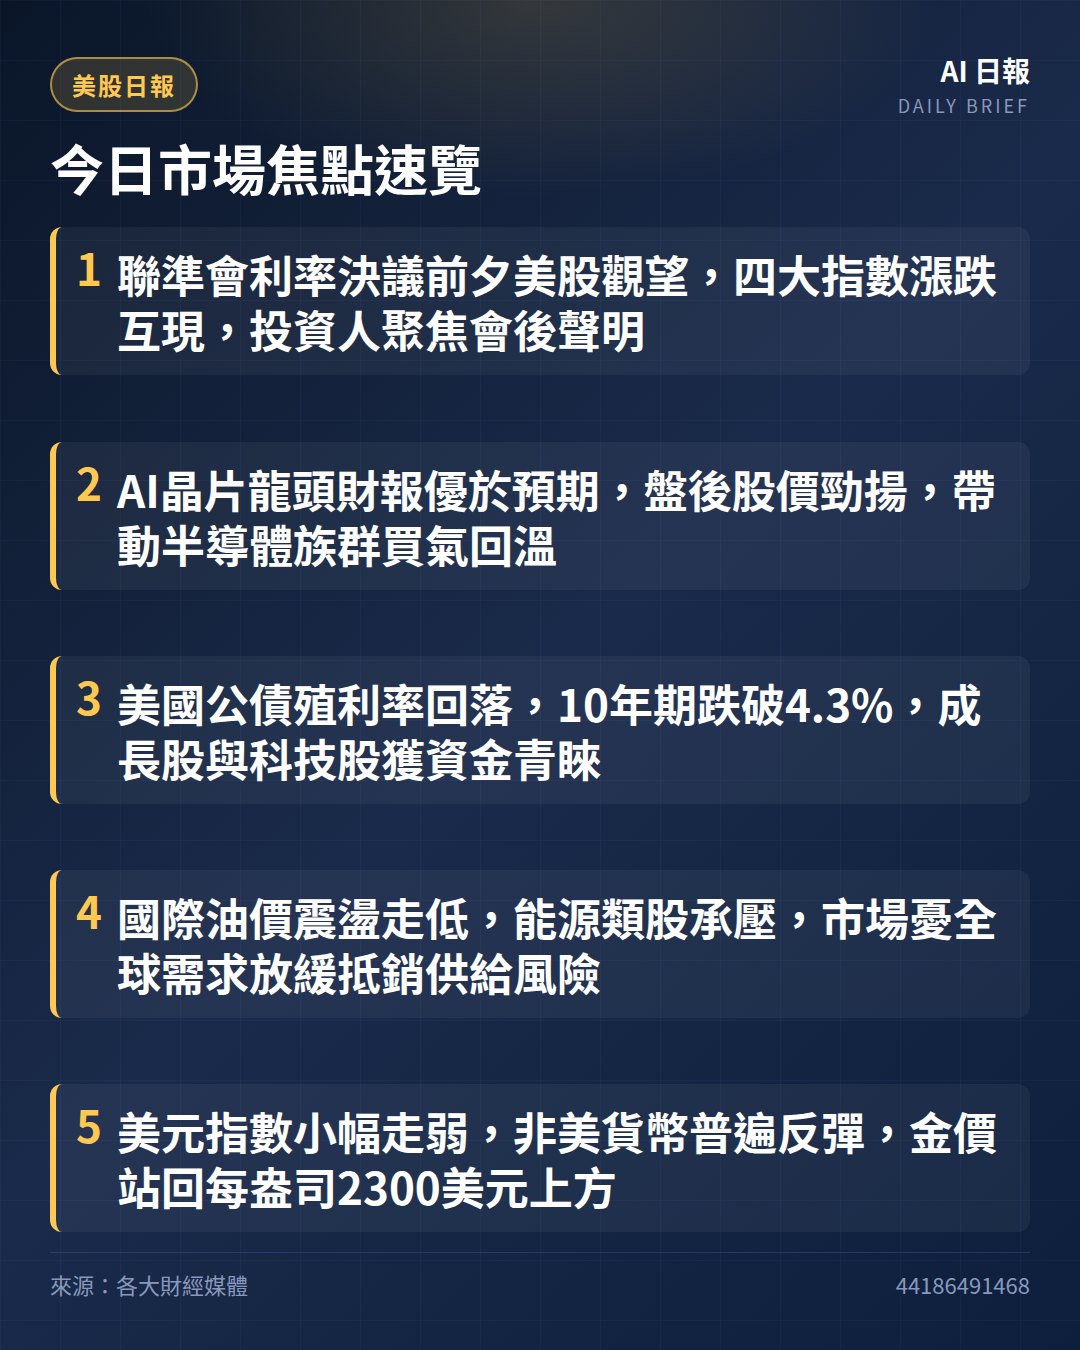 美股日報
AI 日報
DAILY BRIEF
今日市場焦點速覽
1 聯準會利率決議前夕美股觀望，四大指數漲跌
互現，投資人聚焦會後聲明
2 AI晶片龍頭財報優於預期，盤後股價勁揚，帶
動半導體族群買氣回溫
3 美國公債殖利率回落，10年期跌破4.3%，成
長股與科技股獲資金青睞
4 國際油價震盪走低，能源類股承壓，市場憂全
球需求放緩抵銷供給風險
5 美元指數小幅走弱，非美貨幣普遍反彈，金價
站回每盎司2300美元上方
來源：各大財經媒體
44186491468